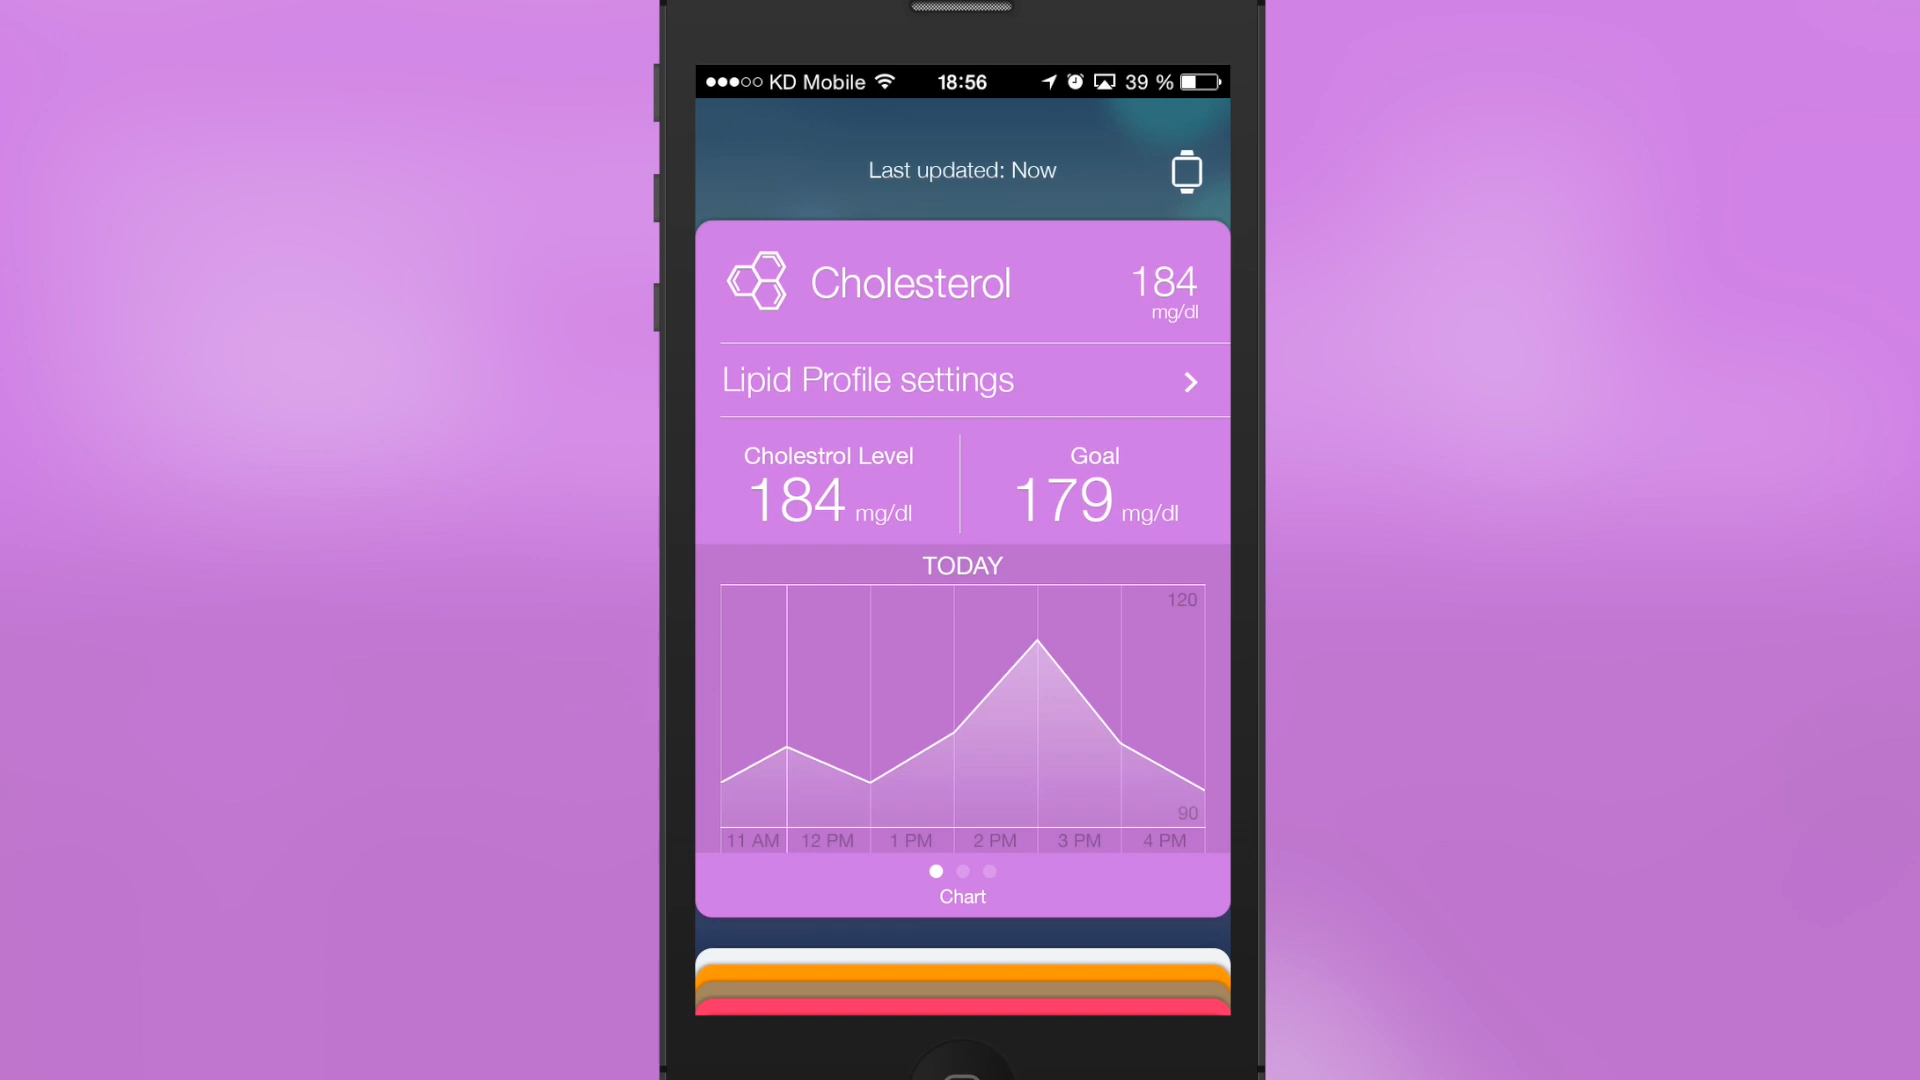 KD Mobile 18:56 39 %
Last updated: Now
Cholesterol 184
mg/dl
Lipid Profile settings
Cholestrol Level Goal
184 mg/dl 179 mg/dl
TODAY
120
90
11 AM 12 PM 1 PM 2 PM 3 PM 4 PM
Chart